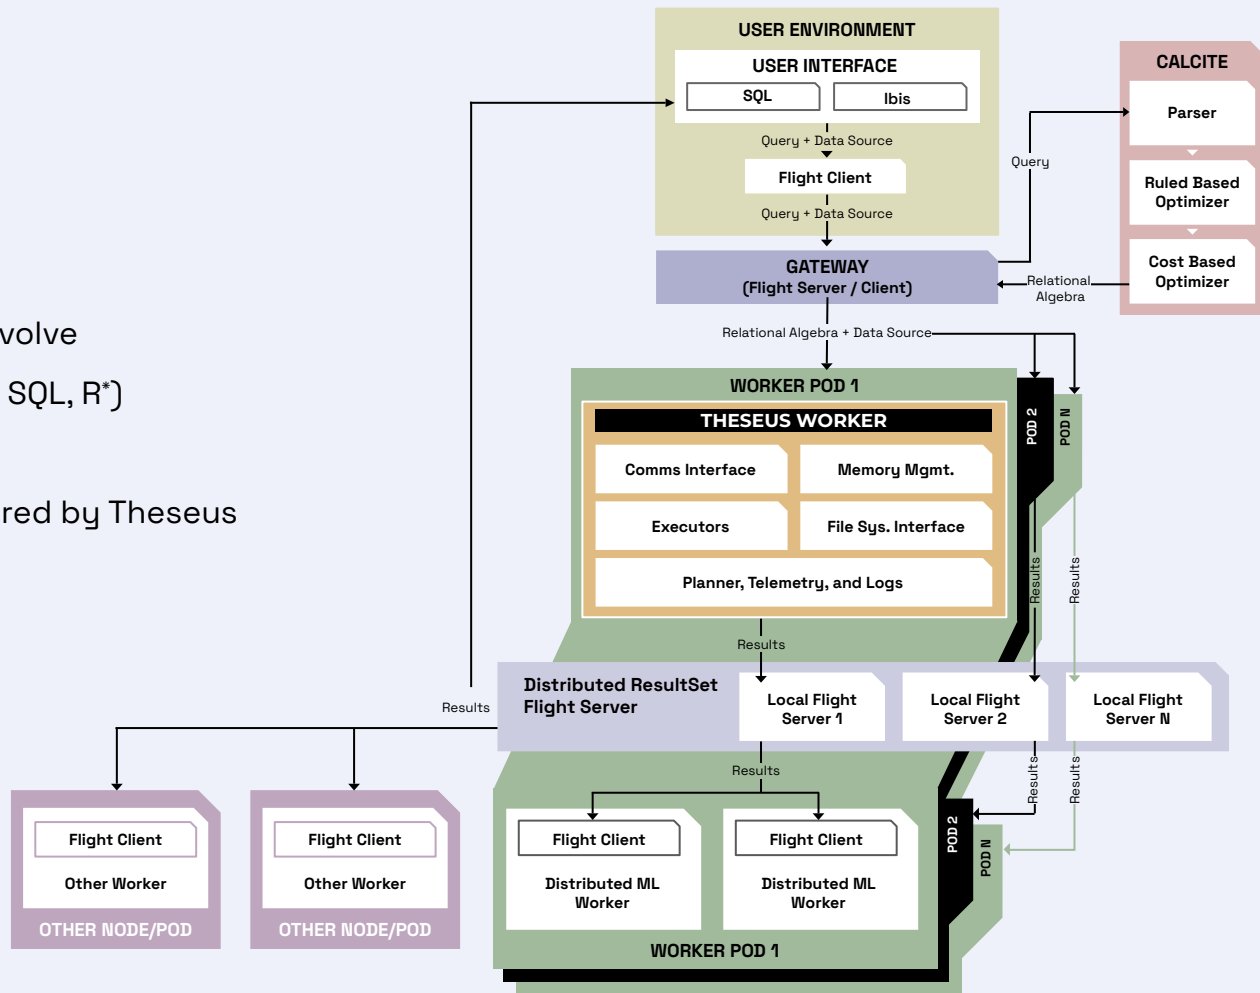 USER ENVIRONMENT
USER INTERFACE
SQL
Ibis
Query + Data Source
Flight Client
Query + Data Source
GATEWAY
(Flight Server / Client)
Query
CALCITE
Parser
Ruled Based
Optimizer
Cost Based
Optimizer
Relational
Algebra
Relational Algebra + Data Source
volve
SQL, R*)
red by Theseus
WORKER POD 1
THESEUS WORKER
Comms Interface
Memory Mgmt.
Executors
File Sys. Interface
Planner, Telemetry, and Logs
POD 2
POD N
Results
Results
Results
Results
Distributed ResultSet
Flight Server
Local Flight
Server 1
Local Flight
Server 2
Local Flight
Server N
Results
Results
Results
Flight Client
Other Worker
OTHER NODE/POD
Flight Client
Other Worker
OTHER NODE/POD
Flight Client
Distributed ML
Worker
Flight Client
Distributed ML
Worker
WORKER POD 1
POD 2
POD N